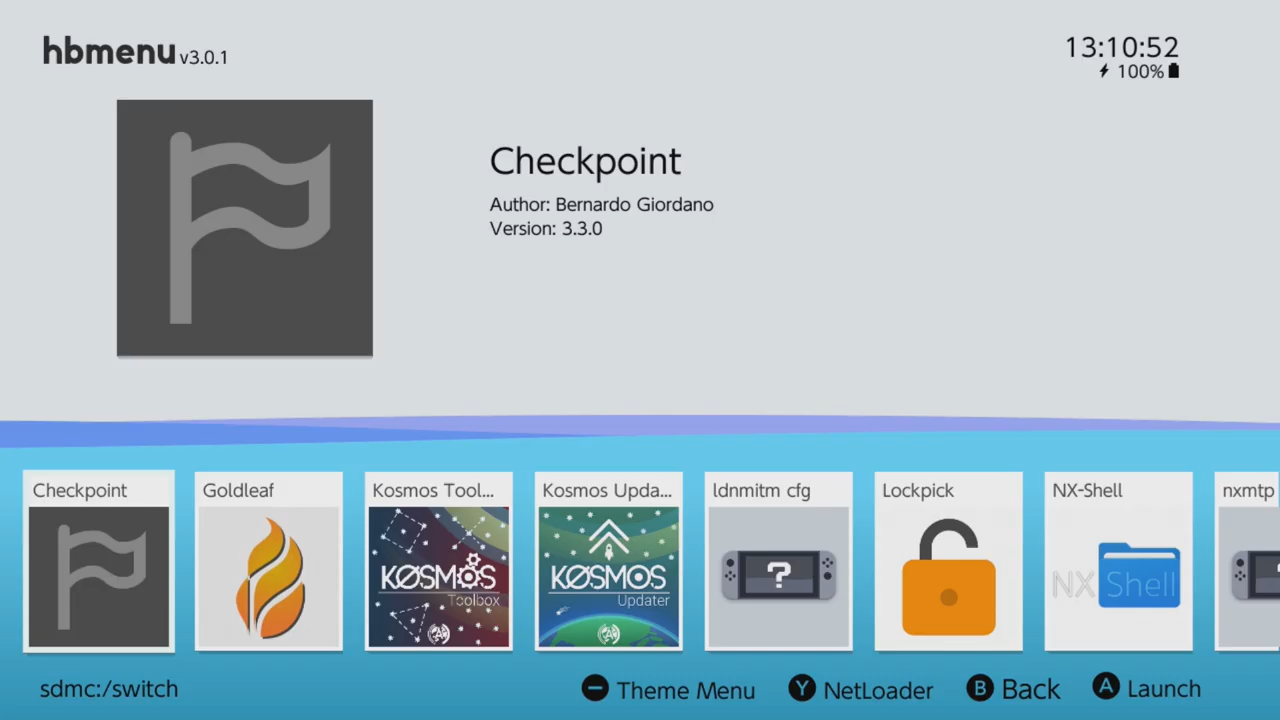 hbmenu v3.0.1
13:10:52
100%
Checkpoint
Author: Bernardo Giordano
Version: 3.3.0
Checkpoint
Goldleaf
Kosmos Tool...
Kosmos Upda...
ldnmitm cfg
Lockpick
NX-Shell
nxmtp
KOSMOS
Toolbox
KOSMOS
Updater
?
NX Shell
sdmc:/switch
Theme Menu
Y NetLoader
B Back
A Launch